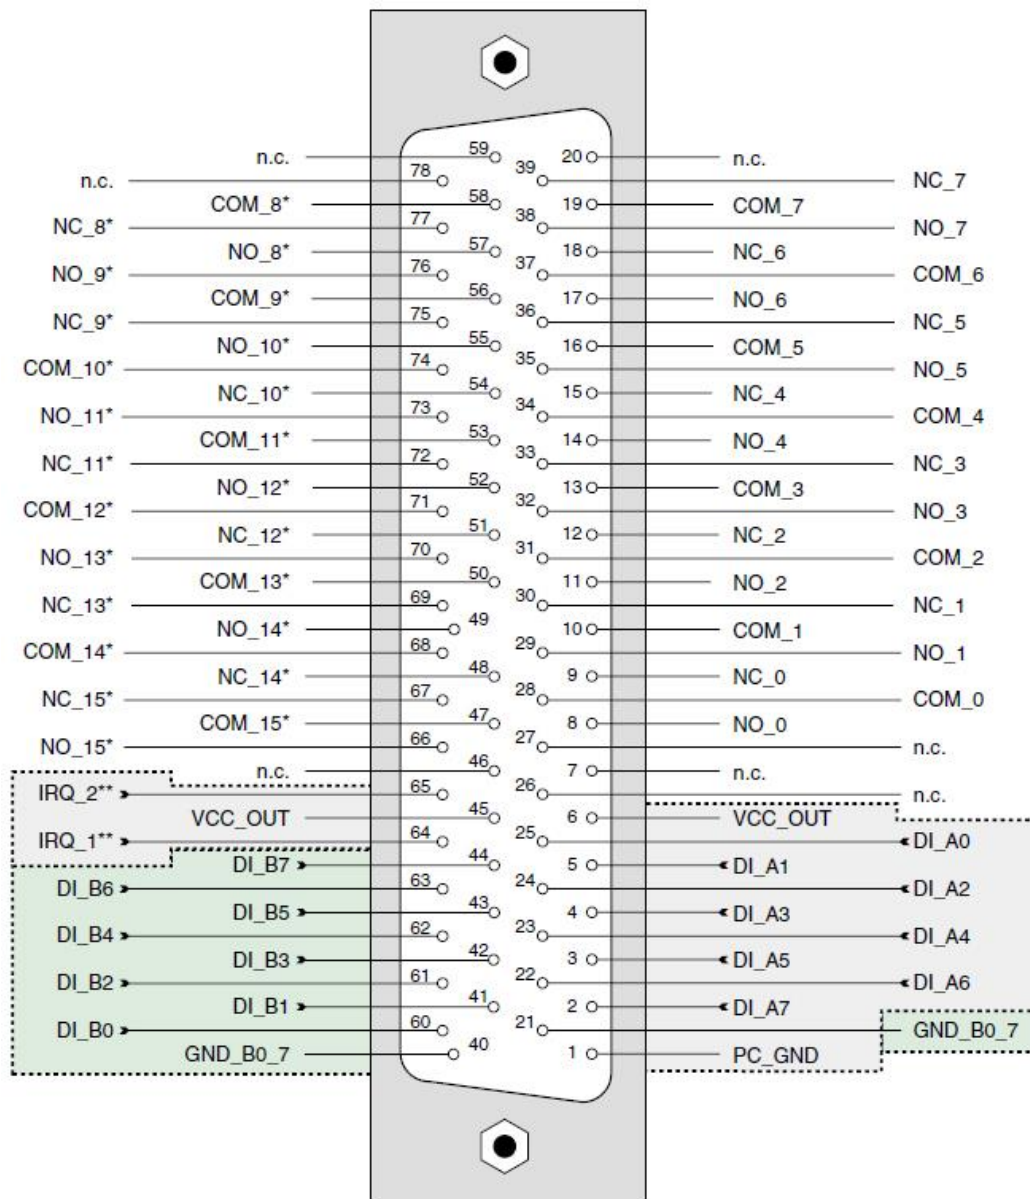 n.c. 59 20 n.c.
n.c. 78 39 NC_7
COM_8* 58 19 COM_7
NC_8* 77 38 NO_7
NO_8* 57 18 NC_6
NO_9* 76 37 COM_6
COM_9* 56 17 NO_6
NC_9* 75 36 NC_5
NO_10* 55 16 COM_5
COM_10* 74 35 NO_5
NC_10* 54 15 NC_4
NO_11* 73 34 COM_4
COM_11* 53 14 NO_4
NC_11* 72 33 NC_3
NO_12* 52 13 COM_3
COM_12* 71 32 NO_3
NC_12* 51 12 NC_2
NO_13* 70 31 COM_2
COM_13* 50 11 NO_2
NC_13* 69 30 NC_1
NO_14* 49 10 COM_1
COM_14* 68 29 NO_1
NC_14* 48 9 NC_0
NC_15* 67 28 COM_0
COM_15* 47 8 NO_0
NO_15* 66 27 n.c.
n.c. 46 7 n.c.
IRQ_2** 65 26 n.c.
VCC_OUT 45 6 VCC_OUT
IRQ_1** 64 25 DI_A0
DI_B7 44 5 DI_A1
DI_B6 63 24 DI_A2
DI_B5 43 4 DI_A3
DI_B4 62 23 DI_A4
DI_B3 42 3 DI_A5
DI_B2 61 22 DI_A6
DI_B1 41 2 DI_A7
DI_B0 60 21 GND_B0_7
GND_B0_7 40 1 PC_GND